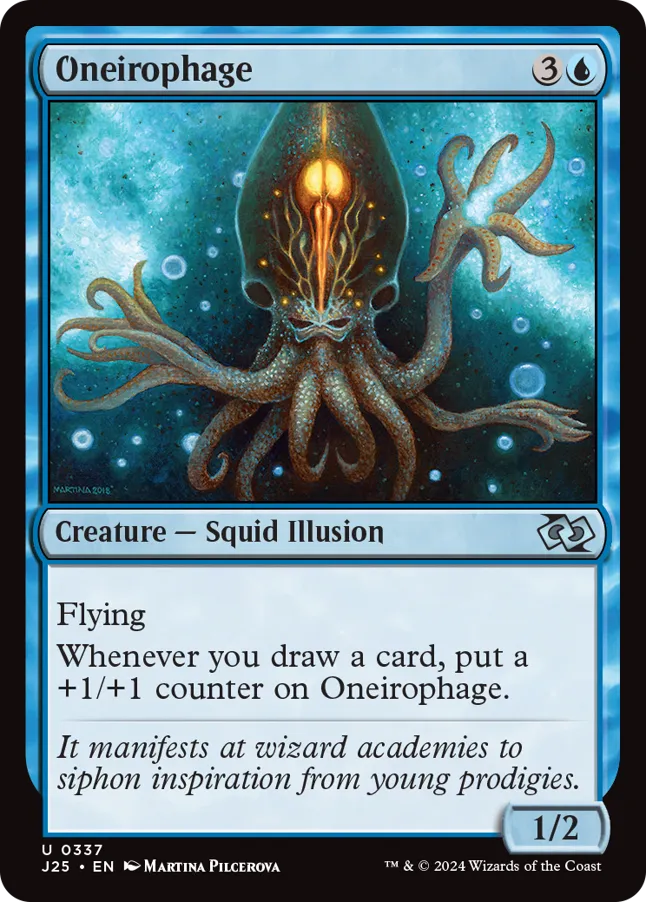 Oneirophage 3
MARTINA 2018
Creature — Squid Illusion
Flying
Whenever you draw a card, put a
+1/+1 counter on Oneirophage.
It manifests at wizard academies to
siphon inspiration from young prodigies.
1/2
U 0337
J25 • EN Martina Pilcerova
™ & © 2024 Wizards of the Coast